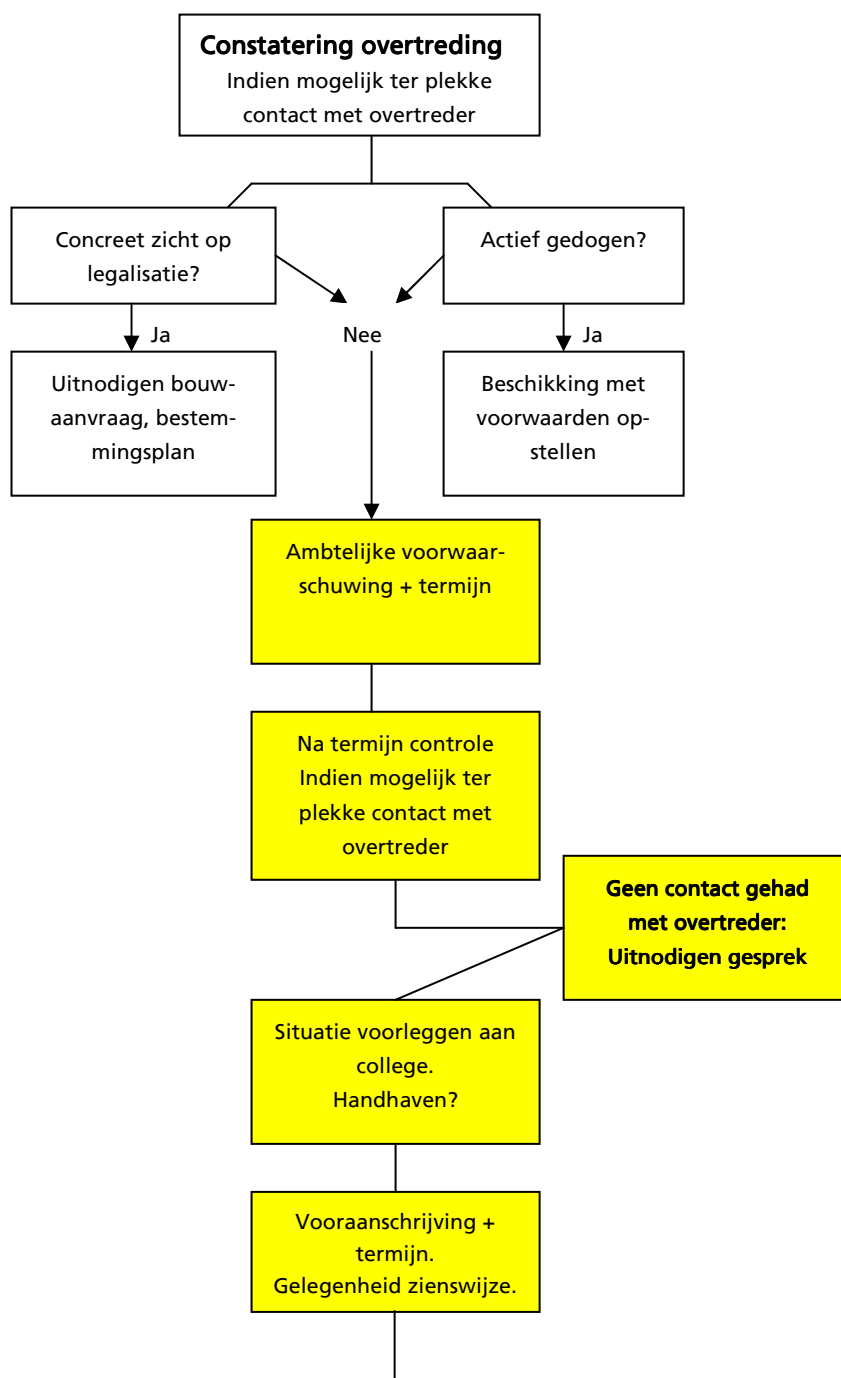 Constatering overtreding
Indien mogelijk ter plekke
contact met overtreder
Concreet zicht op
legalisatie?
Actief gedogen?
Ja
Nee
Ja
Uitnodigen bouw-
aanvraag, bestem-
mingsplan
Beschikking met
voorwaarden op-
stellen
Ambtelijke voorwaar-
schuwing + termijn
Na termijn controle
Indien mogelijk ter
plekke contact met
overtreder
Geen contact gehad
met overtreder:
Uitnodigen gesprek
Situatie voorleggen aan
college.
Handhaven?
Vooraanschrijving +
termijn.
Gelegenheid zienswijze.